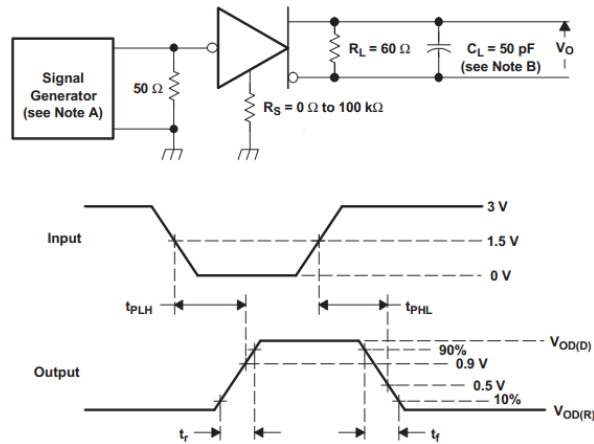 Signal
Generator
(see Note A)
50 Ω
R_S = 0 Ω to 100 kΩ
R_L = 60 Ω
C_L = 50 pF
(see Note B)
V_O
Input
3 V
1.5 V
0 V
t_PLH
t_PHL
Output
V_OD(D)
90%
0.9 V
0.5 V
10%
V_OD(R)
t_r
t_f